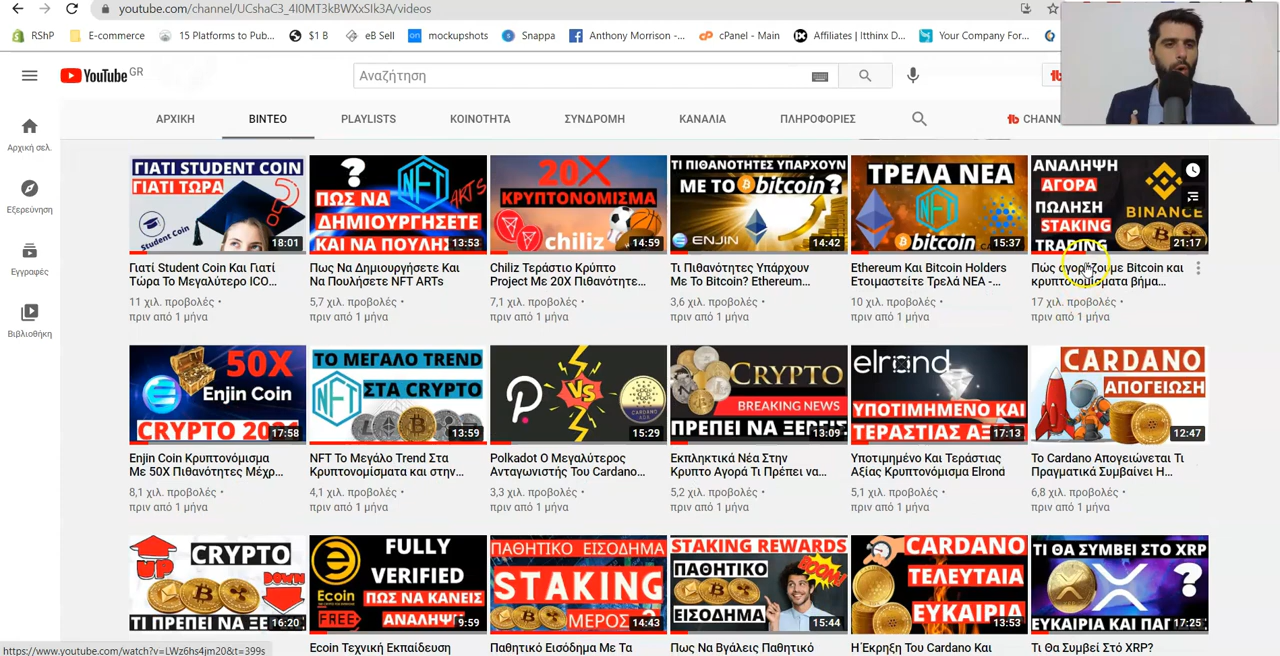 youtube.com/channel/UCshaC3_4I0MT3kBWXxSIk3A/videos
RShP E-commerce 15 Platforms to Pub... $1 B eB Sell mockupshots Snappa Anthony Morrison -... cPanel - Main Affiliates | Itthinx D... Your Company For...
YouTube GR
Αναζήτηση
ΑΡΧΙΚΗ ΒΙΝΤΕΟ PLAYLISTS ΚΟΙΝΟΤΗΤΑ ΣΥΝΔΡΟΜΗ ΚΑΝΑΛΙΑ ΠΛΗΡΟΦΟΡΙΕΣ CHANN
Αρχική σελ.
Εξερεύνηση
Εγγραφές
Βιβλιοθήκη
ΓΙΑΤΙ STUDENT COIN
ΓΙΑΤΙ ΤΩΡΑ
Student Coin
18:01
Γιατί Student Coin Και Γιατί
Τώρα Το Μεγαλύτερο ICO...
11 χιλ. προβολές •
πριν από 1 μήνα
?
NFT
ARTS
ΠΩΣ ΝΑ
ΔΗΜΙΟΥΡΓΗΣΕΤΕ
ΚΑΙ ΝΑ ΠΟΥΛΗΣ
13:53
Πως Να Δημιουργήσετε Και
Να Πουλήσετε NFT ARTs
5,7 χιλ. προβολές •
πριν από 1 μήνα
20X
ΚΡΥΠΤΟΝΟΜΙΣΜΑ
chiliz
14:59
Chiliz Τεράστιο Κρύπτο
Project Με 20X Πιθανότητε...
7,1 χιλ. προβολές •
πριν από 1 μήνα
ΤΙ ΠΙΘΑΝΟΤΗΤΕΣ ΥΠΑΡΧΟΥΝ
ΜΕ ΤΟ bitcoin?
ENJIN
14:42
Τι Πιθανότητες Υπάρχουν
Με Το Bitcoin? Ethereum...
3,6 χιλ. προβολές •
πριν από 1 μήνα
ΤΡΕΛΑ ΝΕΑ
NFT
bitcoin
15:37
Ethereum Και Bitcoin Holders
Ετοιμαστείτε Τρελά ΝΕΑ -...
10 χιλ. προβολές •
πριν από 1 μήνα
ΑΝΑΛΗΨΗ
ΑΓΟΡΑ
ΠΩΛΗΣΗ
STAKING
TRADING
BINANCE
21:17
Πώς αγοράζουμε Bitcoin και
κρυπτονομίσματα βήμα...
17 χιλ. προβολές •
πριν από 1 μήνα
50X
Enjin Coin
CRYPTO 202
17:58
Enjin Coin Κρυπτονόμισμα
Με 50X Πιθανότητες Μέχρ...
8,1 χιλ. προβολές •
πριν από 1 μήνα
ΤΟ ΜΕΓΑΛΟ TREND
NFT
ΣΤΑ CRYPTO
13:59
NFT Το Μεγάλο Trend Στα
Κρυπτονομίσματα και στην...
4,1 χιλ. προβολές •
πριν από 1 μήνα
VS
CARDANO
ADA
15:29
Polkadot Ο Μεγαλύτερος
Ανταγωνιστής Του Cardano...
3,3 χιλ. προβολές •
πριν από 1 μήνα
CRYPTO
BREAKING NEWS
ΠΡΕΠΕΙ ΝΑ ΞΕΡΕΙΣ
13:09
Εκπληκτικά Νέα Στην
Κρυπτο Αγορά Τι Πρέπει να...
5,2 χιλ. προβολές •
πριν από 1 μήνα
elrond
ΥΠΟΤΙΜΗΜΕΝΟ ΚΑΙ
ΤΕΡΑΣΤΙΑΣ ΑΞ
17:13
Υποτιμημένο Και Τεράστιας
Αξίας Κρυπτονόμισμα Elrond
5,1 χιλ. προβολές •
πριν από 1 μήνα
CARDANO
ΑΠΟΓΕΙΩΣΗ
12:47
Το Cardano Απογειώνεται Τι
Πραγματικά Συμβαίνει Η...
6,8 χιλ. προβολές •
πριν από 1 μήνα
UP
CRYPTO
DOWN
ΤΙ ΠΡΕΠΕΙ ΝΑ ΞΕ
16:20
FULLY
VERIFIED
Ecoin
ΠΩΣ ΝΑ ΚΑΝΕΙΣ
FREE
ΑΝΑΛΗΨ
9:59
Ecoin Τεχνική Εκπαίδευση
ΠΑΘΗΤΙΚΟ ΕΙΣΟΔΗΜΑ
STAKING
ΜΕΡΟΣ
14:43
Παθητικό Εισόδημα Με Τα
STAKING REWARDS
ΠΑΘΗΤΙΚΟ
BOOM!
ΕΙΣΟΔΗΜΑ
15:44
Πως Να Βγάλεις Παθητικό
CARDANO
ΤΕΛΕΥΤΑΙΑ
ΕΥΚΑΙΡΙΑ
13:53
Η Έκρηξη Του Cardano Και
ΤΙ ΘΑ ΣΥΜΒΕΙ ΣΤΟ XRP
?
ΕΥΚΑΙΡΙΑ Η ΠΑΓ
17:25
Τι Θα Συμβεί Στο XRP?
https://www.youtube.com/watch?v=LWz6hs4jm20&t=399s